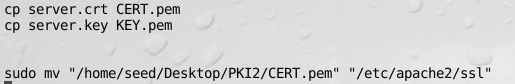 cp server.crt CERT.pem
cp server.key KEY.pem
sudo mv "/home/seed/Desktop/PKI2/CERT.pem" "/etc/apache2/ssl"